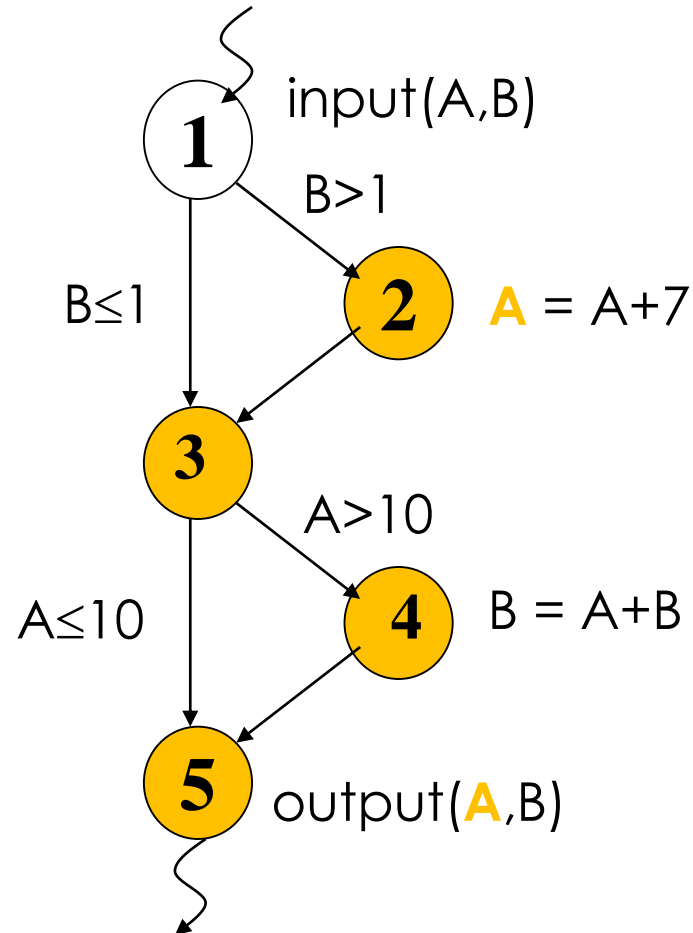 input(A,B)
1
B>1
B≤1
2
A = A+7
3
A>10
A≤10
4
B = A+B
5
output(A,B)